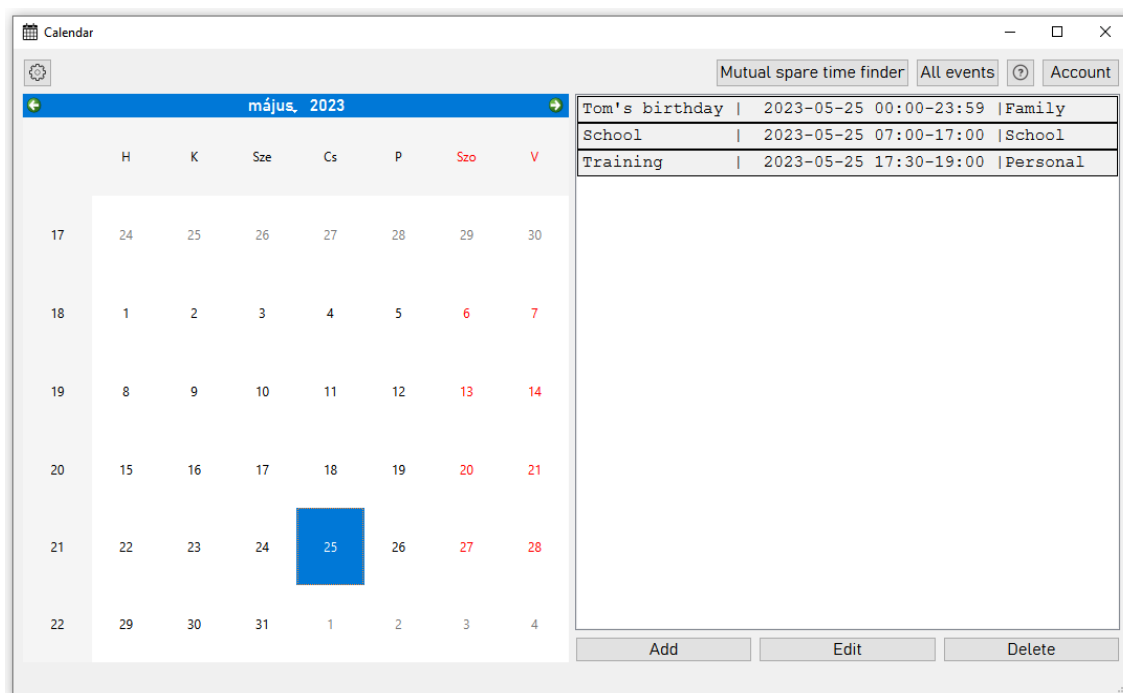 Calendar
Mutual spare time finder All events ? Account
május, 2023
H K Sze Cs P Szo V
17 24 25 26 27 28 29 30
18 1 2 3 4 5 6 7
19 8 9 10 11 12 13 14
20 15 16 17 18 19 20 21
21 22 23 24 25 26 27 28
22 29 30 31 1 2 3 4
Tom's birthday | 2023-05-25 00:00-23:59 |Family
School | 2023-05-25 07:00-17:00 |School
Training | 2023-05-25 17:30-19:00 |Personal
Add Edit Delete